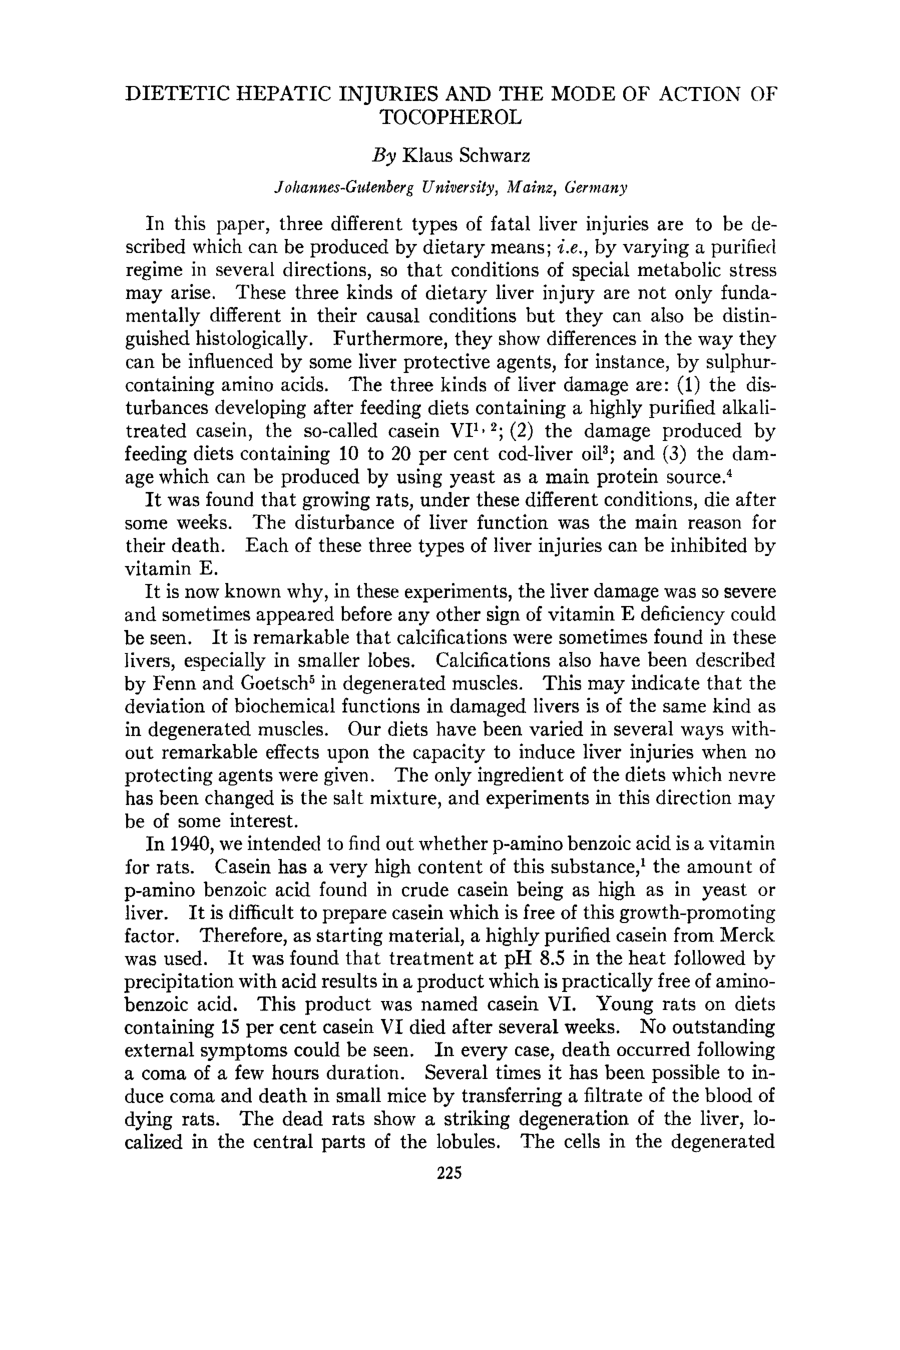 DIETETIC HEPATIC INJURIES AND THE MODE OF ACTION OF
TOCOPHEROL
By Klaus Schwarz
Johannes-Gutenberg University, Mainz, Germany
In this paper, three different types of fatal liver injuries are to be de-
scribed which can be produced by dietary means; i.e., by varying a purified
regime in several directions, so that conditions of special metabolic stress
may arise. These three kinds of dietary liver injury are not only funda-
mentally different in their causal conditions but they can also be distin-
guished histologically. Furthermore, they show differences in the way they
can be influenced by some liver protective agents, for instance, by sulphur-
containing amino acids. The three kinds of liver damage are: (1) the dis-
turbances developing after feeding diets containing a highly purified alkali-
treated casein, the so-called casein VI¹, ²; (2) the damage produced by
feeding diets containing 10 to 20 per cent cod-liver oil³; and (3) the dam-
age which can be produced by using yeast as a main protein source.⁴
It was found that growing rats, under these different conditions, die after
some weeks. The disturbance of liver function was the main reason for
their death. Each of these three types of liver injuries can be inhibited by
vitamin E.
It is now known why, in these experiments, the liver damage was so severe
and sometimes appeared before any other sign of vitamin E deficiency could
be seen. It is remarkable that calcifications were sometimes found in these
livers, especially in smaller lobes. Calcifications also have been described
by Fenn and Goetsch⁵ in degenerated muscles. This may indicate that the
deviation of biochemical functions in damaged livers is of the same kind as
in degenerated muscles. Our diets have been varied in several ways with-
out remarkable effects upon the capacity to induce liver injuries when no
protecting agents were given. The only ingredient of the diets which nevre
has been changed is the salt mixture, and experiments in this direction may
be of some interest.
In 1940, we intended to find out whether p-amino benzoic acid is a vitamin
for rats. Casein has a very high content of this substance,¹ the amount of
p-amino benzoic acid found in crude casein being as high as in yeast or
liver. It is difficult to prepare casein which is free of this growth-promoting
factor. Therefore, as starting material, a highly purified casein from Merck
was used. It was found that treatment at pH 8.5 in the heat followed by
precipitation with acid results in a product which is practically free of amino-
benzoic acid. This product was named casein VI. Young rats on diets
containing 15 per cent casein VI died after several weeks. No outstanding
external symptoms could be seen. In every case, death occurred following
a coma of a few hours duration. Several times it has been possible to in-
duce coma and death in small mice by transferring a filtrate of the blood of
dying rats. The dead rats show a striking degeneration of the liver, lo-
calized in the central parts of the lobules. The cells in the degenerated
225